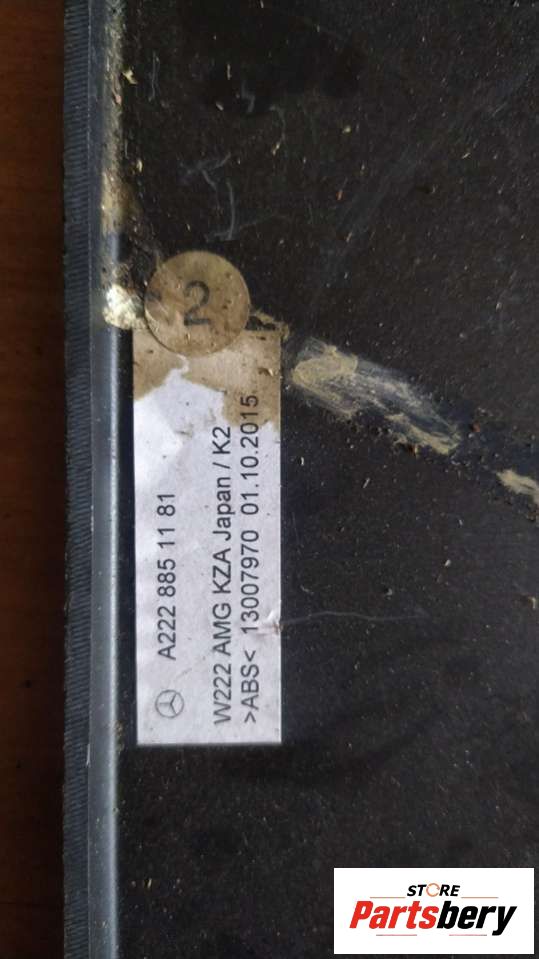 2
A222 885 11 81
W222 AMG KZA Japan / K2
>ABS< 13007970 01.10.2015
STORE
Partsbery